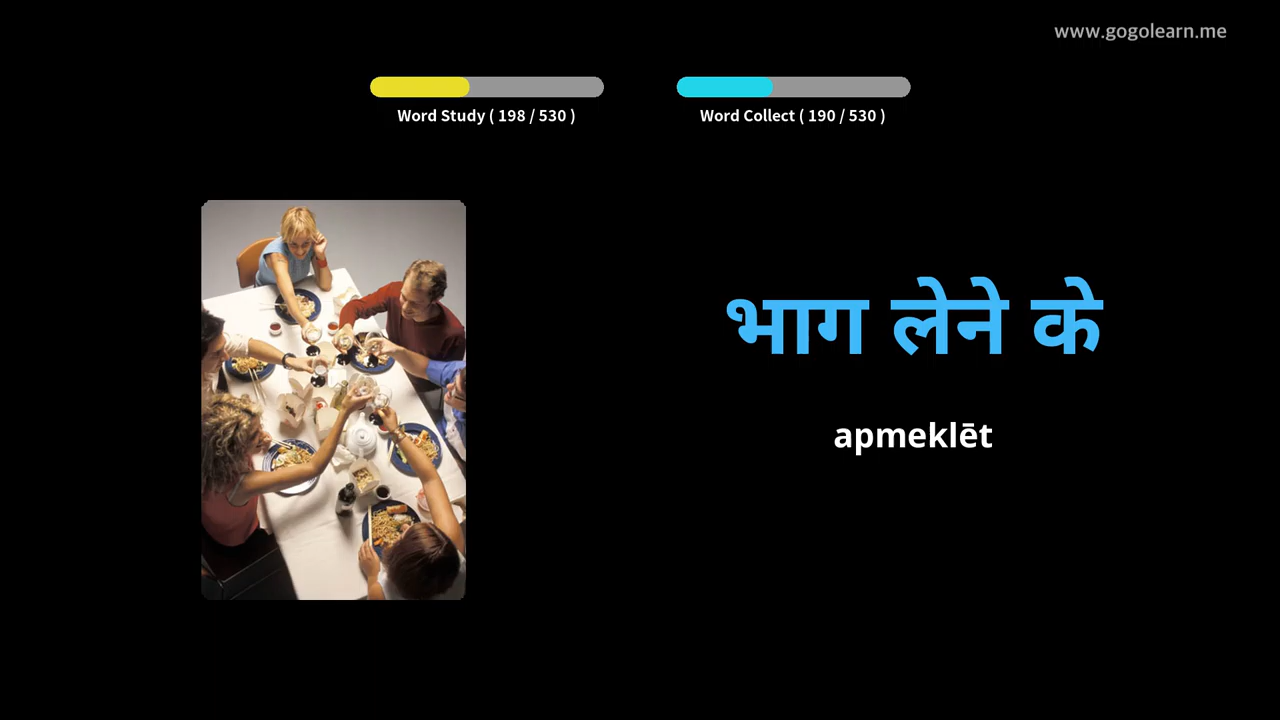 www.gogolearn.me
Word Study ( 198 / 530 )
Word Collect ( 190 / 530 )
भाग लेने के
apmeklēt